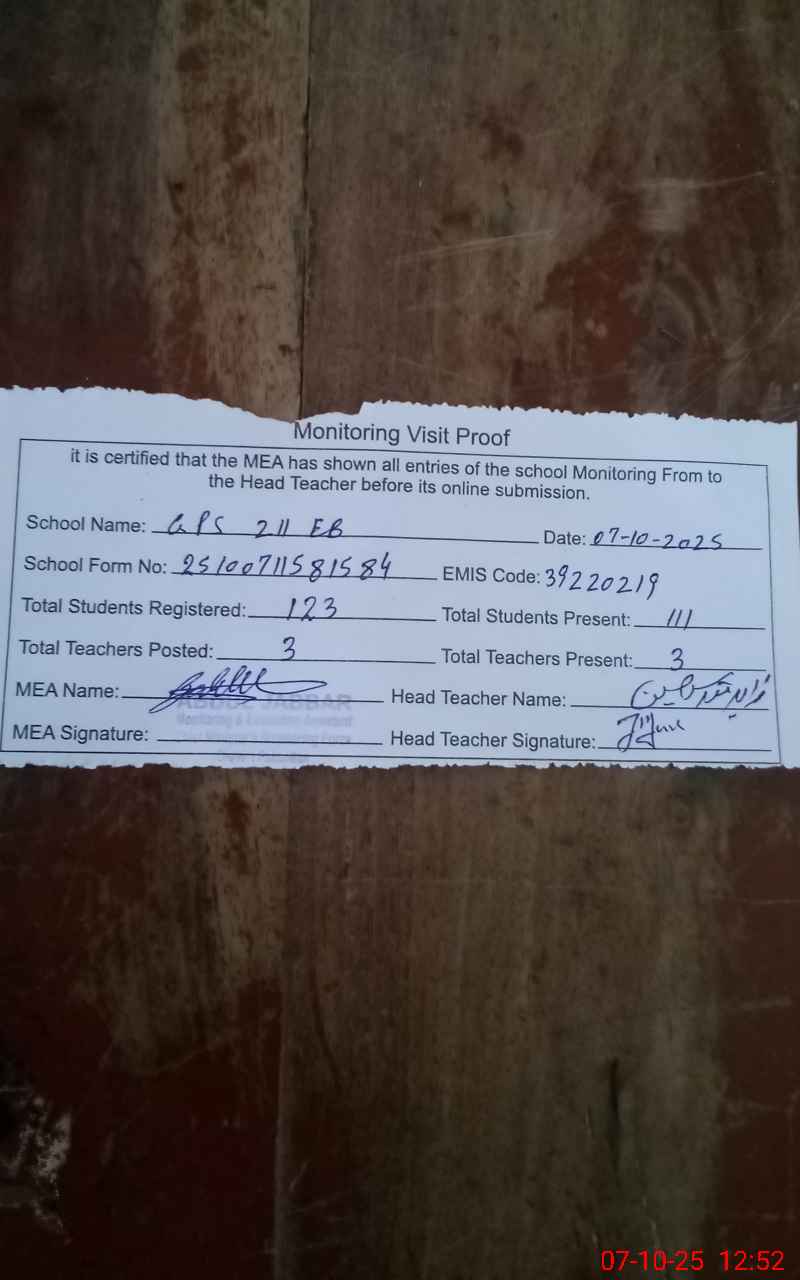 Monitoring Visit Proof
it is certified that the MEA has shown all entries of the school Monitoring From to
the Head Teacher before its online submission.
School Name: GPS 211 EB Date: 07-10-2025
School Form No: 25100711581584 EMIS Code: 39220219
Total Students Registered: 123 Total Students Present: 111
Total Teachers Posted: 3 Total Teachers Present: 3
MEA Name: Head Teacher Name:
ABDUL JABBAR
Monitoring & Evaluation Assistant
MEA Signature: Head Teacher Signature:
07-10-25 12:52